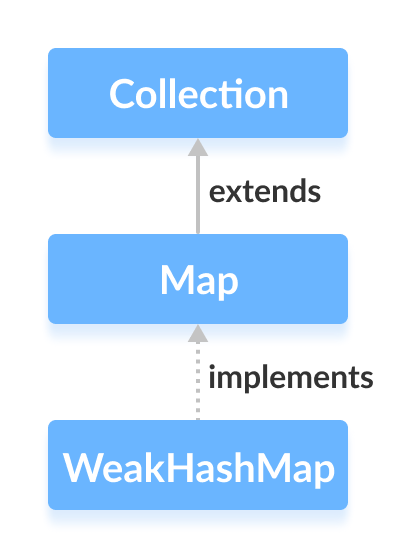 Collection
extends
Map
implements
WeakHashMap